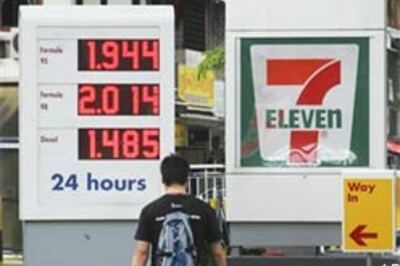 Formula
95
1.944
Formula
98
2.014
Diesel
1.485
24 hours
7
ELEVEN
Way
In